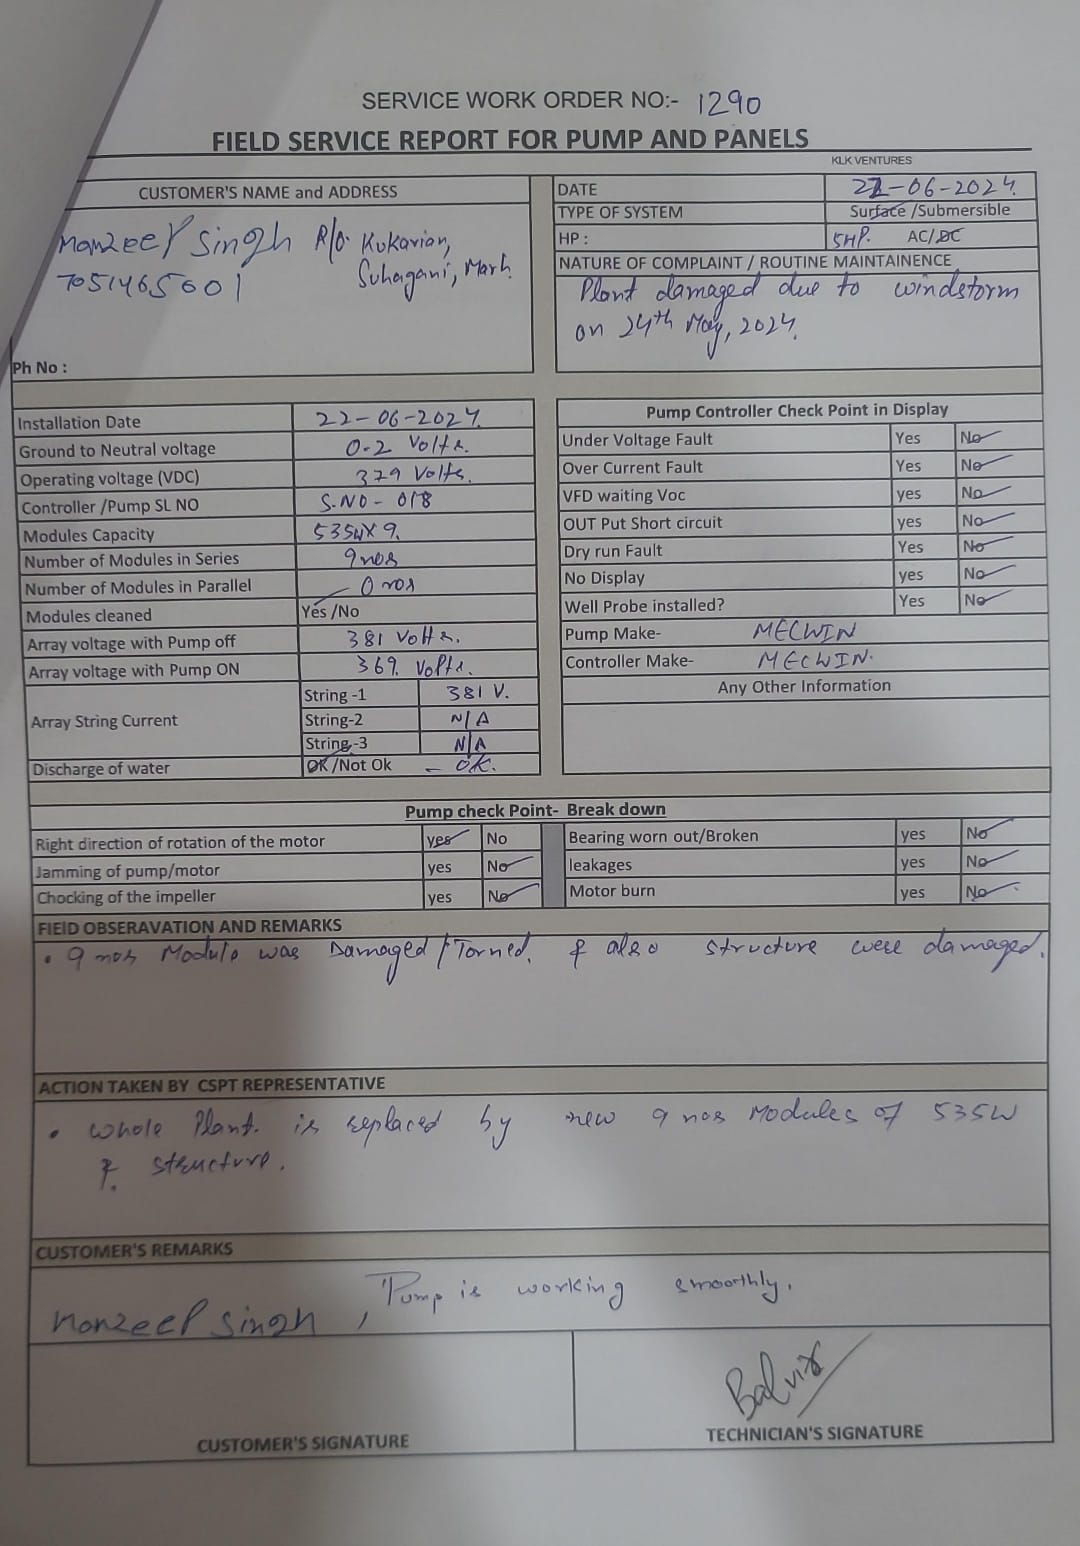 SERVICE WORK ORDER NO:- 1290
FIELD SERVICE REPORT FOR PUMP AND PANELS
KLK VENTURES
CUSTOMER'S NAME and ADDRESS
Singh R/O. Kukarian,
Suhagani, Marh.
7051465001
Ph No :
DATE 22-06-2024.
TYPE OF SYSTEM Surface /Submersible
HP : 5HP. AC/DC
NATURE OF COMPLAINT / ROUTINE MAINTAINENCE
Plant damaged due to windstorm
on 24th May, 2024.
Installation Date 22-06-2024.
Ground to Neutral voltage 0.2 Volts.
Operating voltage (VDC) 379 Volts.
Controller /Pump SL NO S.NO - 018
Modules Capacity 535WX9.
Number of Modules in Series 9nos
Number of Modules in Parallel 0 nos
Modules cleaned Yes /No
Array voltage with Pump off 381 Volts.
Array voltage with Pump ON 369. Volts.
Array String Current
String -1 381 V.
String-2 N/A
String-3 N/A
Discharge of water OK /Not Ok - OK.
Pump Controller Check Point in Display
Under Voltage Fault Yes No
Over Current Fault Yes No
VFD waiting Voc yes No
OUT Put Short circuit yes No
Dry run Fault Yes No
No Display yes No
Well Probe installed? Yes No
Pump Make- MECWIN
Controller Make- MECWIN.
Any Other Information
Pump check Point- Break down
Right direction of rotation of the motor yes No
Jamming of pump/motor yes No
Chocking of the impeller yes No
Bearing worn out/Broken yes No
leakages yes No
Motor burn yes No
FIElD OBSERAVATION AND REMARKS
• 9 nos Module was Damaged/Torned. & also structure were damaged.
ACTION TAKEN BY CSPT REPRESENTATIVE
• Whole Plant. is replaced by new 9 nos Modules of 535W
&. structure.
CUSTOMER'S REMARKS
Pump is working smoothly.
Singh,
CUSTOMER'S SIGNATURE
TECHNICIAN'S SIGNATURE